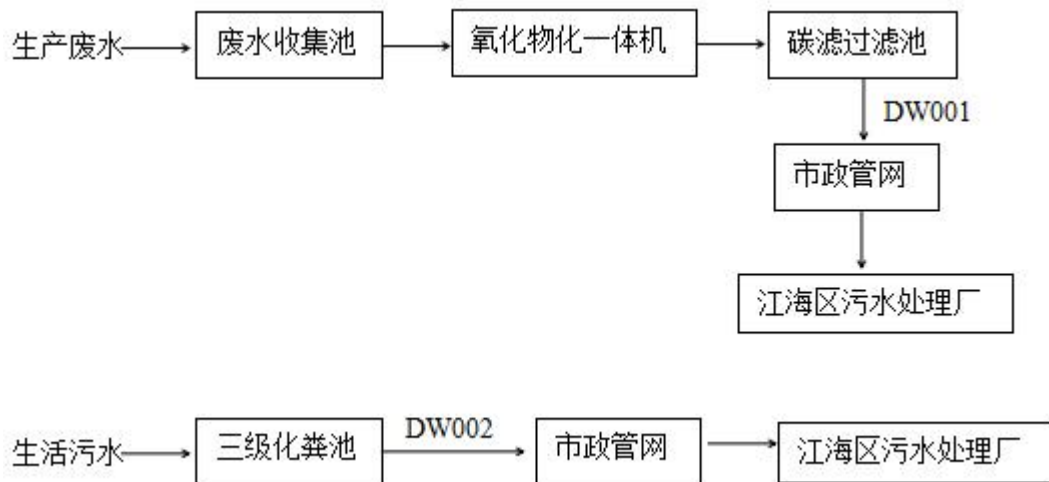 生产废水
废水收集池
氧化物化一体机
碳滤过滤池
DW001
市政管网
江海区污水处理厂
生活污水
三级化粪池
DW002
市政管网
江海区污水处理厂